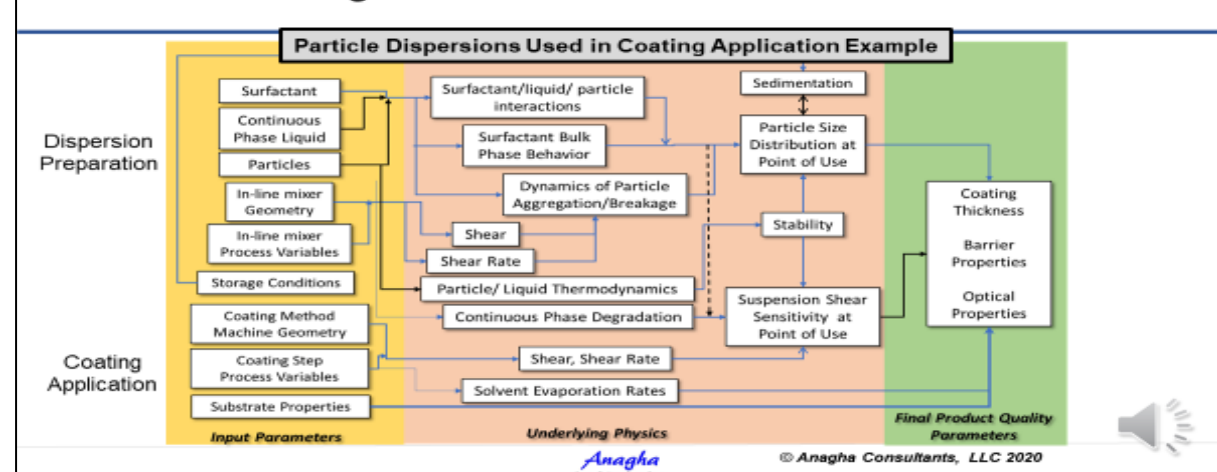 Particle Dispersions Used in Coating Application Example
Dispersion
Preparation
Surfactant
Continuous
Phase Liquid
Particles
In-line mixer
Geometry
In-line mixer
Process Variables
Storage Conditions
Surfactant/liquid/ particle
interactions
Surfactant Bulk
Phase Behavior
Dynamics of Particle
Aggregation/Breakage
Shear
Shear Rate
Particle/ Liquid Thermodynamics
Continuous Phase Degradation
Sedimentation
Particle Size
Distribution at
Point of Use
Stability
Suspension Shear
Sensitivity at
Point of Use
Coating
Thickness
Barrier
Properties
Optical
Properties
Coating
Application
Coating Method
Machine Geometry
Coating Step
Process Variables
Substrate Properties
Shear, Shear Rate
Solvent Evaporation Rates
Input Parameters
Underlying Physics
Final Product Quality
Parameters
Anagha
© Anagha Consultants, LLC 2020